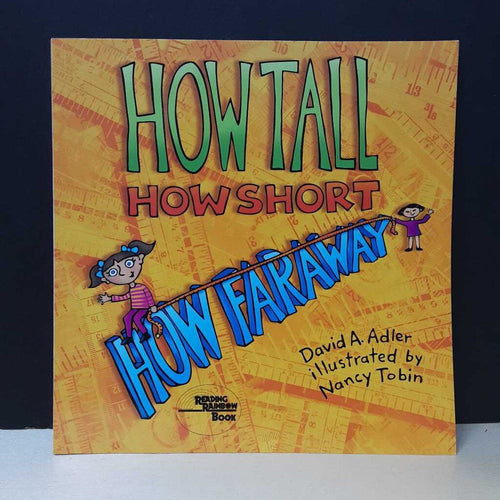 HOW TALL
HOW SHORT
HOW FARAWAY
David A. Adler
illustrated by
Nancy Tobin
READING
RAINBOW
BOOK